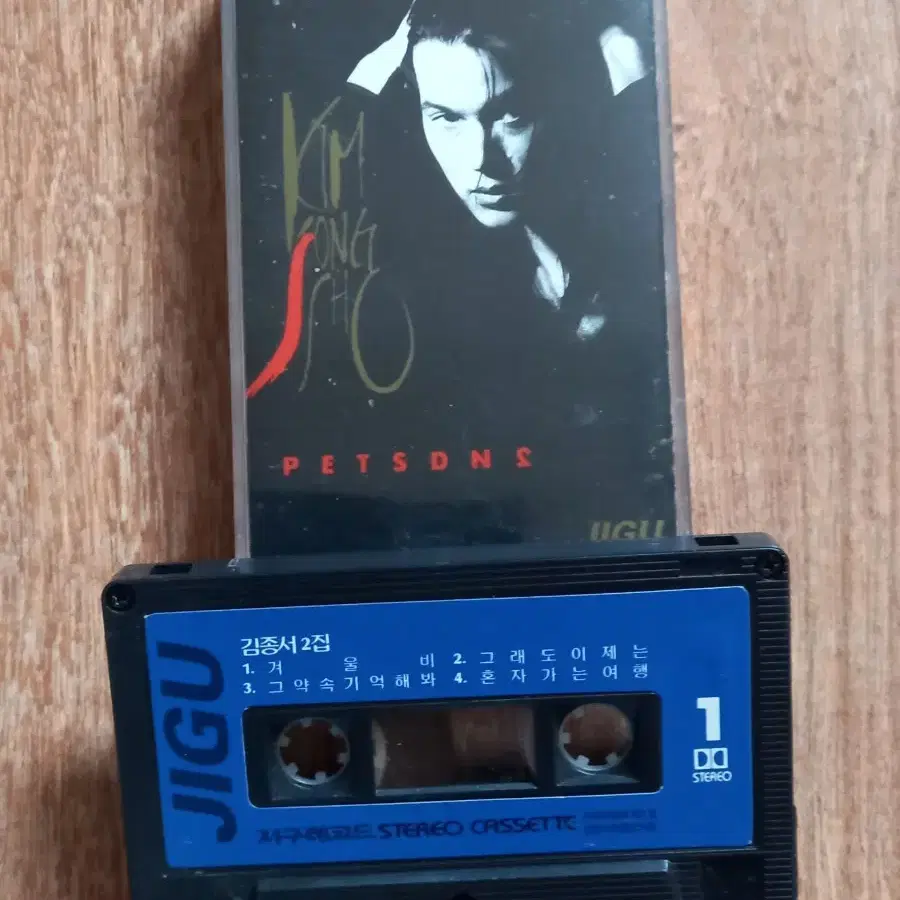 KIM
JONG
SHO
PETSDNS
JIGU
JIGU
김종서 2집
1. 겨울비 2. 그래도이제는
3. 그약속기억해봐 4. 혼자가는여행
1
STEREO
지구레코드 STEREO CASSETTE